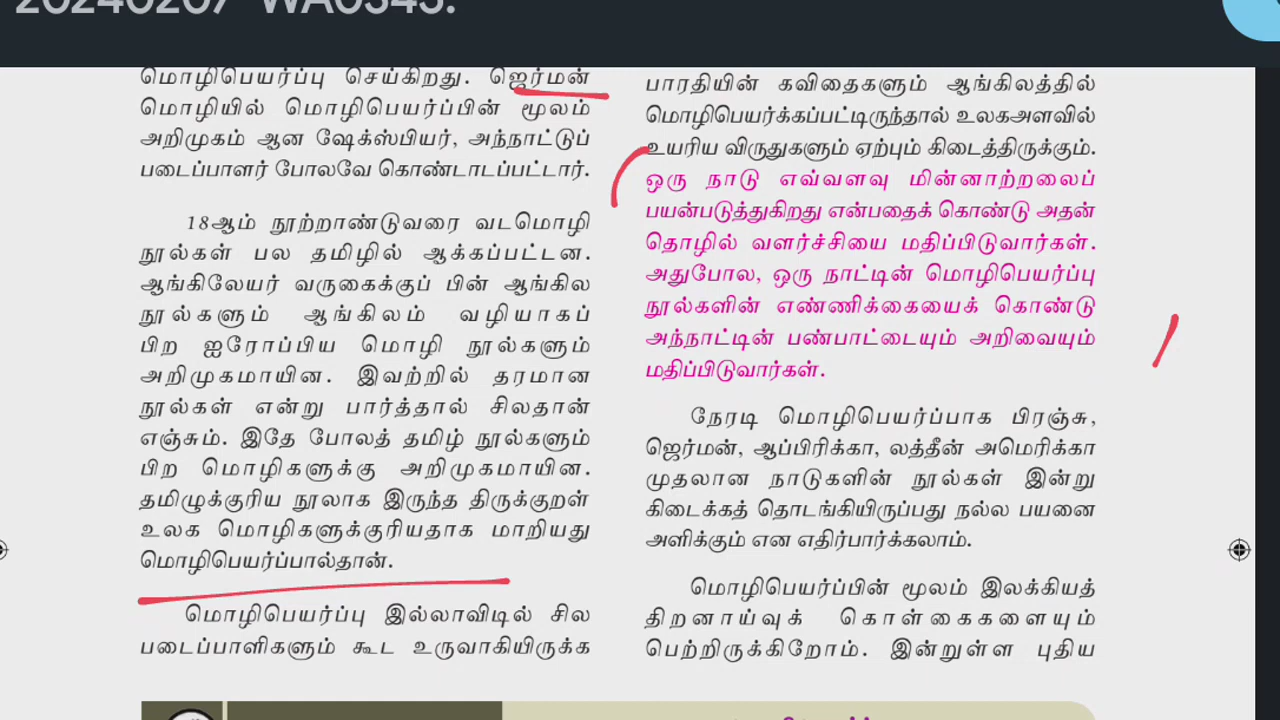 20240207 WA0343.
மொழிபெயர்ப்பு செய்கிறது. ஜெர்மன்
மொழியில் மொழிபெயர்ப்பின் மூலம்
அறிமுகம் ஆன ஷேக்ஸ்பியர், அந்நாட்டுப்
படைப்பாளர் போலவே கொண்டாடப்பட்டார்.
18ஆம் நூற்றாண்டுவரை வடமொழி
நூல்கள் பல தமிழில் ஆக்கப்பட்டன.
ஆங்கிலேயர் வருகைக்குப் பின் ஆங்கில
நூல்களும் ஆங்கிலம் வழியாகப்
பிற ஐரோப்பிய மொழி நூல்களும்
அறிமுகமாயின. இவற்றில் தரமான
நூல்கள் என்று பார்த்தால் சிலதான்
எஞ்சும். இதே போலத் தமிழ் நூல்களும்
பிற மொழிகளுக்கு அறிமுகமாயின.
தமிழுக்குரிய நூலாக இருந்த திருக்குறள்
உலக மொழிகளுக்குரியதாக மாறியது
மொழிபெயர்ப்பால்தான்.
மொழிபெயர்ப்பு இல்லாவிடில் சில
படைப்பாளிகளும் கூட உருவாகியிருக்க
பாரதியின் கவிதைகளும் ஆங்கிலத்தில்
மொழிபெயர்க்கப்பட்டிருந்தால் உலகஅளவில்
உயரிய விருதுகளும் ஏற்பும் கிடைத்திருக்கும்.
ஒரு நாடு எவ்வளவு மின்னாற்றலைப்
பயன்படுத்துகிறது என்பதைக் கொண்டு அதன்
தொழில் வளர்ச்சியை மதிப்பிடுவார்கள்.
அதுபோல, ஒரு நாட்டின் மொழிபெயர்ப்பு
நூல்களின் எண்ணிக்கையைக் கொண்டு
அந்நாட்டின் பண்பாட்டையும் அறிவையும்
மதிப்பிடுவார்கள்.
நேரடி மொழிபெயர்ப்பாக பிரஞ்சு,
ஜெர்மன், ஆப்பிரிக்கா, லத்தீன் அமெரிக்கா
முதலான நாடுகளின் நூல்கள் இன்று
கிடைக்கத் தொடங்கியிருப்பது நல்ல பயனை
அளிக்கும் என எதிர்பார்க்கலாம்.
மொழிபெயர்ப்பின் மூலம் இலக்கியத்
திறனாய்வுக் கொள்கைகளையும்
பெற்றிருக்கிறோம். இன்றுள்ள புதிய